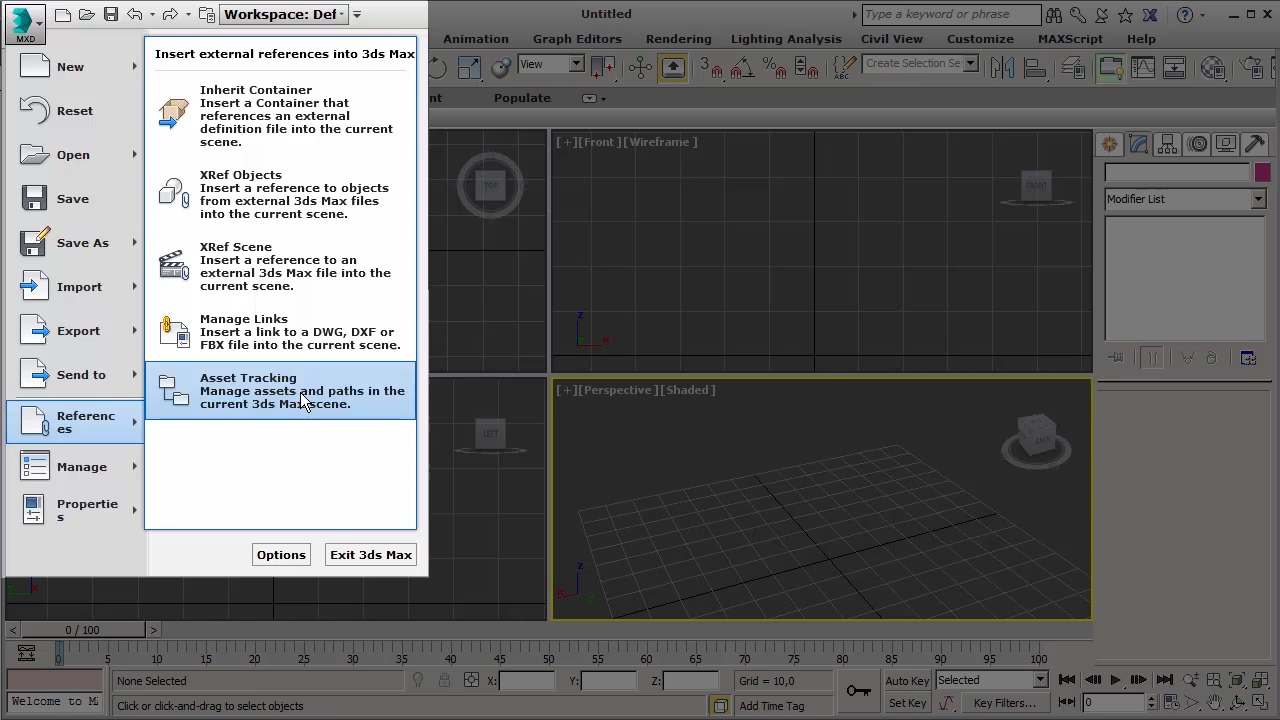 MXD
Workspace: Def
Untitled
Type a keyword or phrase
Animation
Graph Editors
Rendering
Lighting Analysis
Civil View
Customize
MAXScript
Help
View
Create Selection Se
nt
Populate
New
Reset
Open
Save
Save As
Import
Export
Send to
Referenc
es
Manage
Propertie
s
Insert external references into 3ds Max
Inherit Container
Insert a Container that
references an external
definition file into the current
scene.
XRef Objects
Insert a reference to objects
from external 3ds Max files
into the current scene.
XRef Scene
Insert a reference to an
external 3ds Max file into the
current scene.
Manage Links
Insert a link to a DWG, DXF or
FBX file into the current scene.
Asset Tracking
Manage assets and paths in the
current 3ds Max scene.
Options
Exit 3ds Max
TOP
[+][Front][Wireframe]
FRONT
z
x
LEFT
[+][Perspective][Shaded]
BACK
z
x
y
y
x
Modifier List
< 0 / 100 >
0 5 10 15 20 25 30 35 40 45 50 55 60 65 70 75 80 85 90 95 100
None Selected
X:
Y:
Z:
Grid = 10,0
Auto Key
Selected
Welcome to M
Click or click-and-drag to select objects
Add Time Tag
Set Key
Key Filters...
0